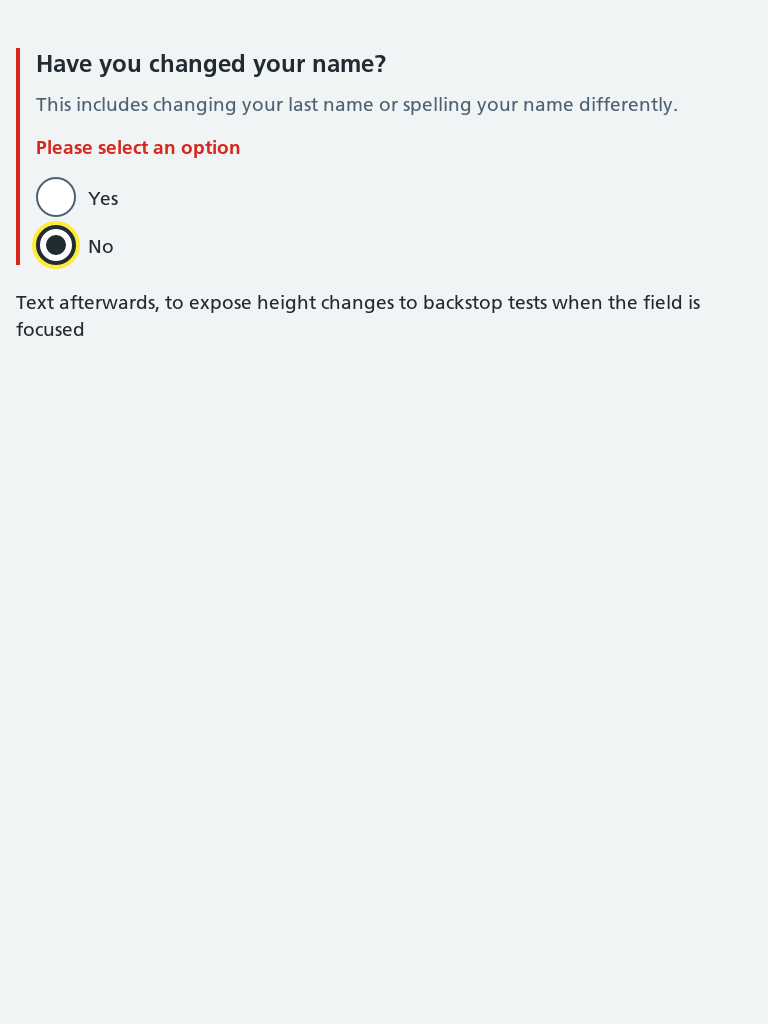 Have you changed your name?
This includes changing your last name or spelling your name differently.
Please select an option
Yes
No
Text afterwards, to expose height changes to backstop tests when the field is
focused